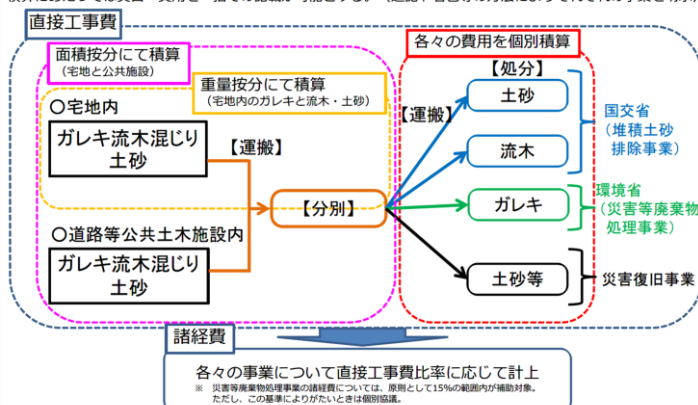 直接工事費
面積按分にて積算
(宅地と公共施設)
重量按分にて積算
(宅地内のガレキと流木・土砂)
〇宅地内
ガレキ流木混じり
土砂
【運搬】
【分別】
〇道路等公共土木施設内
ガレキ流木混じり
土砂
各々の費用を個別積算
【処分】
【運搬】
土砂
流木
ガレキ
土砂等
国交省
(堆積土砂
排除事業)
環境省
(災害等廃棄物
処理事業)
災害復旧事業
諸経費
各々の事業について直接工事費比率に応じて計上
※ 災害等廃棄物処理事業の諸経費については、原則として15%の範囲内が補助対象。
ただし、この基準によりがたいときは個別協議。